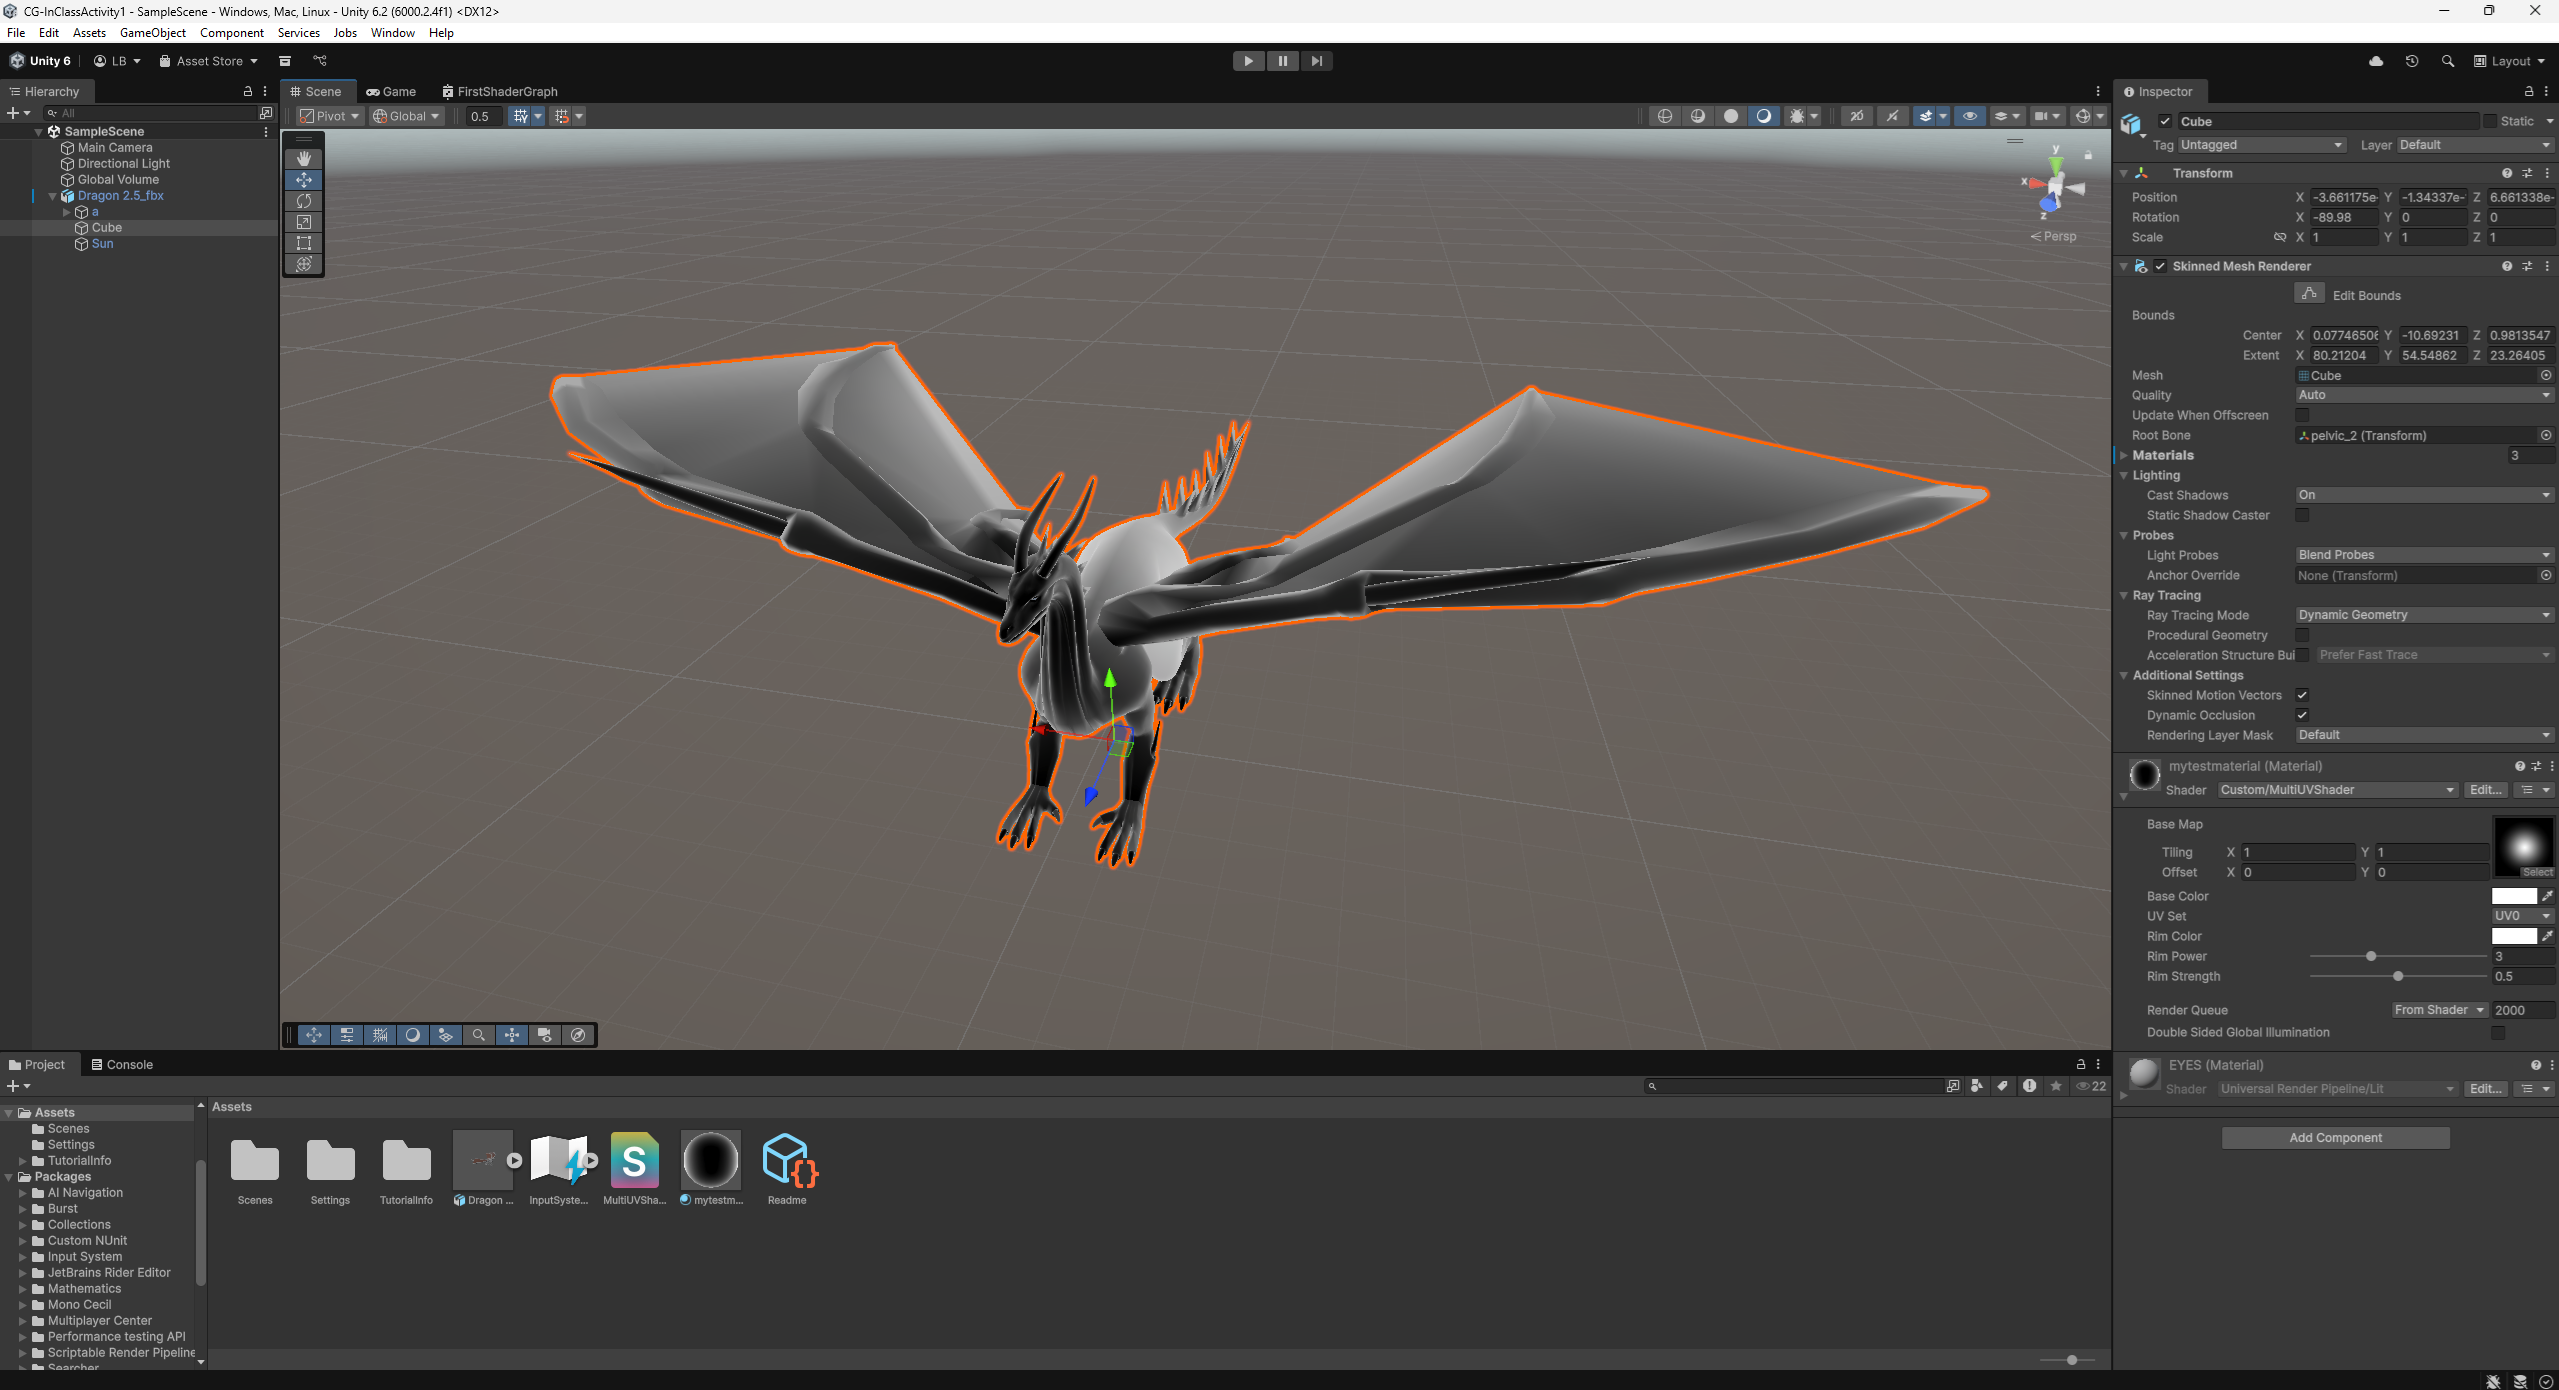 CG-InClassActivity1 - SampleScene - Windows, Mac, Linux - Unity 6.2 (6000.2.4f1) <DX12>
File Edit Assets GameObject Component Services Jobs Window Help
Unity 6 LB Asset Store Layout
Hierarchy
All
SampleScene
Main Camera
Directional Light
Global Volume
Dragon 2.5_fbx
a
Cube
Sun
Scene Game FirstShaderGraph
Pivot Global 0.5 2D
y
x
z
Persp
Inspector
Cube Static
Tag Untagged Layer Default
Transform
Position X -3.661175e- Y -1.34337e- Z 6.661338e-
Rotation X -89.98 Y 0 Z 0
Scale X 1 Y 1 Z 1
Skinned Mesh Renderer
Edit Bounds
Bounds
Center X 0.07746506 Y -10.69231 Z 0.9813547
Extent X 80.21204 Y 54.54862 Z 23.26405
Mesh Cube
Quality Auto
Update When Offscreen
Root Bone pelvic_2 (Transform)
Materials 3
Lighting
Cast Shadows On
Static Shadow Caster
Probes
Light Probes Blend Probes
Anchor Override None (Transform)
Ray Tracing
Ray Tracing Mode Dynamic Geometry
Procedural Geometry
Acceleration Structure Bui Prefer Fast Trace
Additional Settings
Skinned Motion Vectors
Dynamic Occlusion
Rendering Layer Mask Default
mytestmaterial (Material)
Shader Custom/MultiUVShader Edit...
Base Map
Tiling X 1 Y 1
Offset X 0 Y 0
Select
Base Color
UV Set UV0
Rim Color
Rim Power 3
Rim Strength 0.5
Render Queue From Shader 2000
Double Sided Global Illumination
EYES (Material)
Shader Universal Render Pipeline/Lit Edit...
Add Component
Project Console
22
Assets
Scenes
Settings
TutorialInfo
Packages
AI Navigation
Burst
Collections
Custom NUnit
Input System
JetBrains Rider Editor
Mathematics
Mono Cecil
Multiplayer Center
Performance testing API
Scriptable Render Pipeline
Searcher
Assets
S
Scenes Settings TutorialInfo Dragon ... InputSyste... MultiUVSha... mytestm... Readme